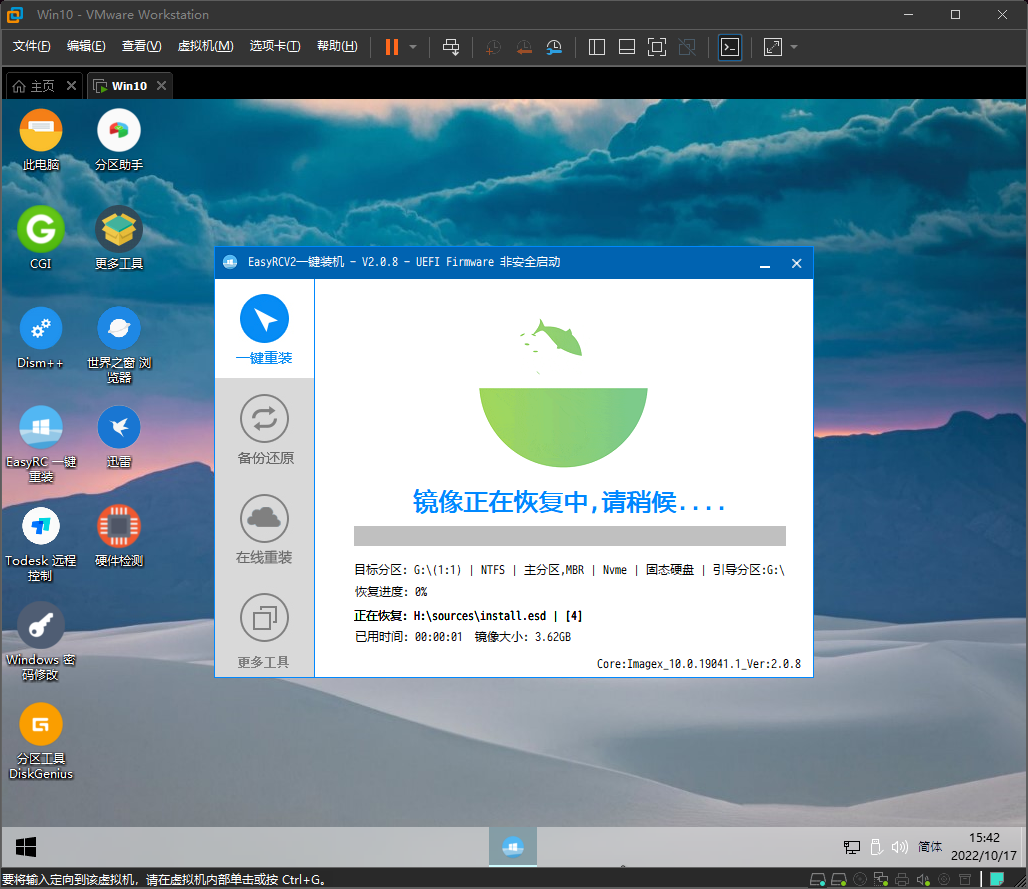 Win10 - VMware Workstation
文件(F) 编辑(E) 查看(V) 虚拟机(M) 选项卡(T) 帮助(H)
主页 Win10
此电脑
分区助手
CGI
更多工具
Dism++
世界之窗 浏
览器
EasyRC 一键
重装
迅雷
Todesk 远程
控制
硬件检测
Windows 密
码修改
分区工具
DiskGenius
EasyRCV2一键装机 - V2.0.8 - UEFI Firmware 非安全启动
一键重装
备份还原
在线重装
更多工具
镜像正在恢复中,请稍候....
目标分区: G:\(1:1) | NTFS | 主分区,MBR | Nvme | 固态硬盘 | 引导分区:G:\
恢复进度: 0%
正在恢复: H:\sources\install.esd | [4]
已用时间: 00:00:01 镜像大小: 3.62GB
Core:Imagex_10.0.19041.1_Ver:2.0.8
简体
15:42
2022/10/17
要将输入定向到该虚拟机，请在虚拟机内部单击或按 Ctrl+G。